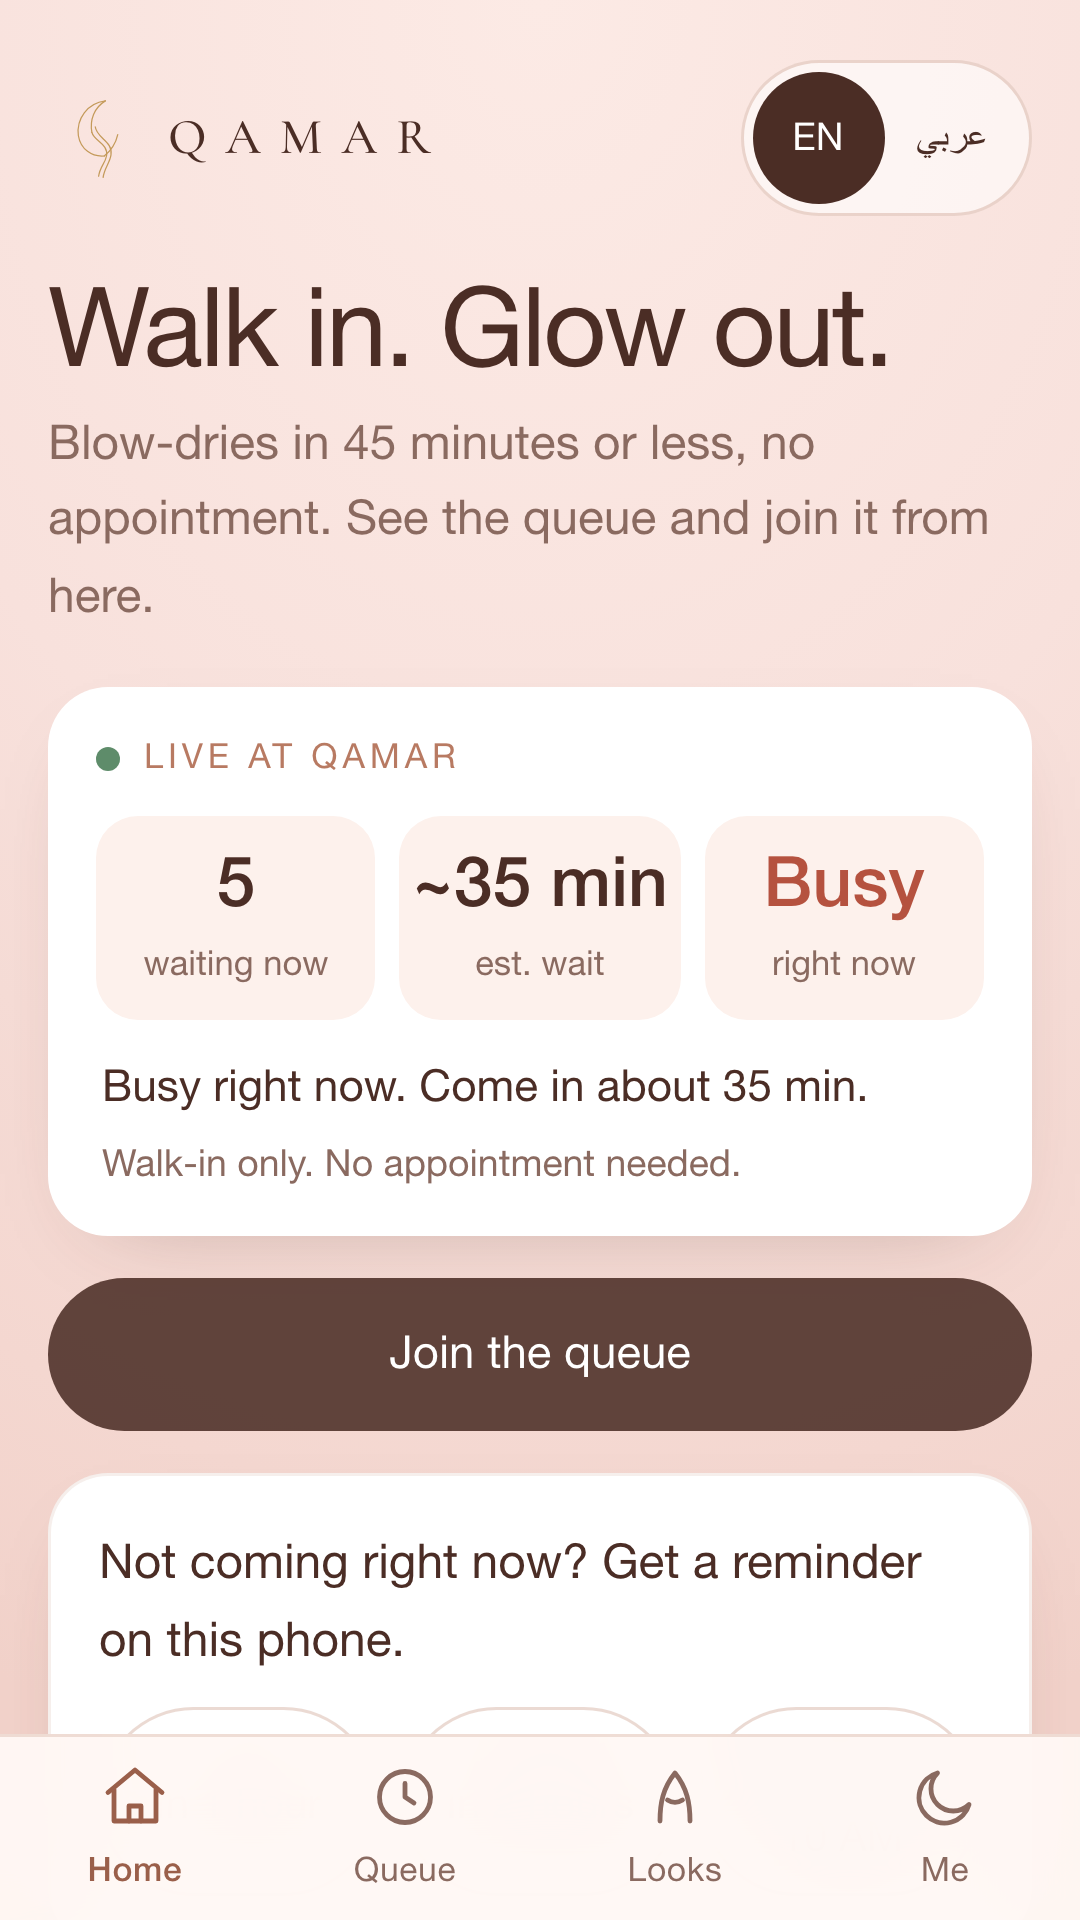 QAMAR
EN
عربي
Walk in. Glow out.
Blow-dries in 45 minutes or less, no
appointment. See the queue and join it from
here.
LIVE AT QAMAR
5
waiting now
~35 min
est. wait
Busy
right now
Busy right now. Come in about 35 min.
Walk-in only. No appointment needed.
Join the queue
Not coming right now? Get a reminder
on this phone.
Home
Queue
Looks
Me